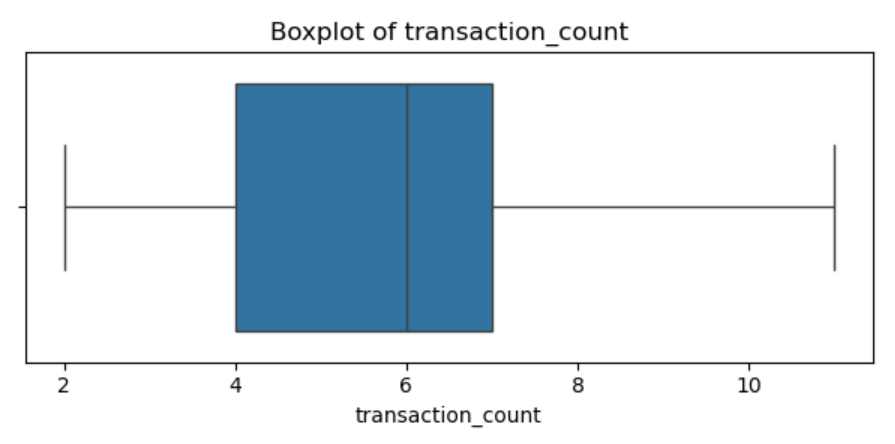 Boxplot of transaction_count
2 4 6 8 10
transaction_count